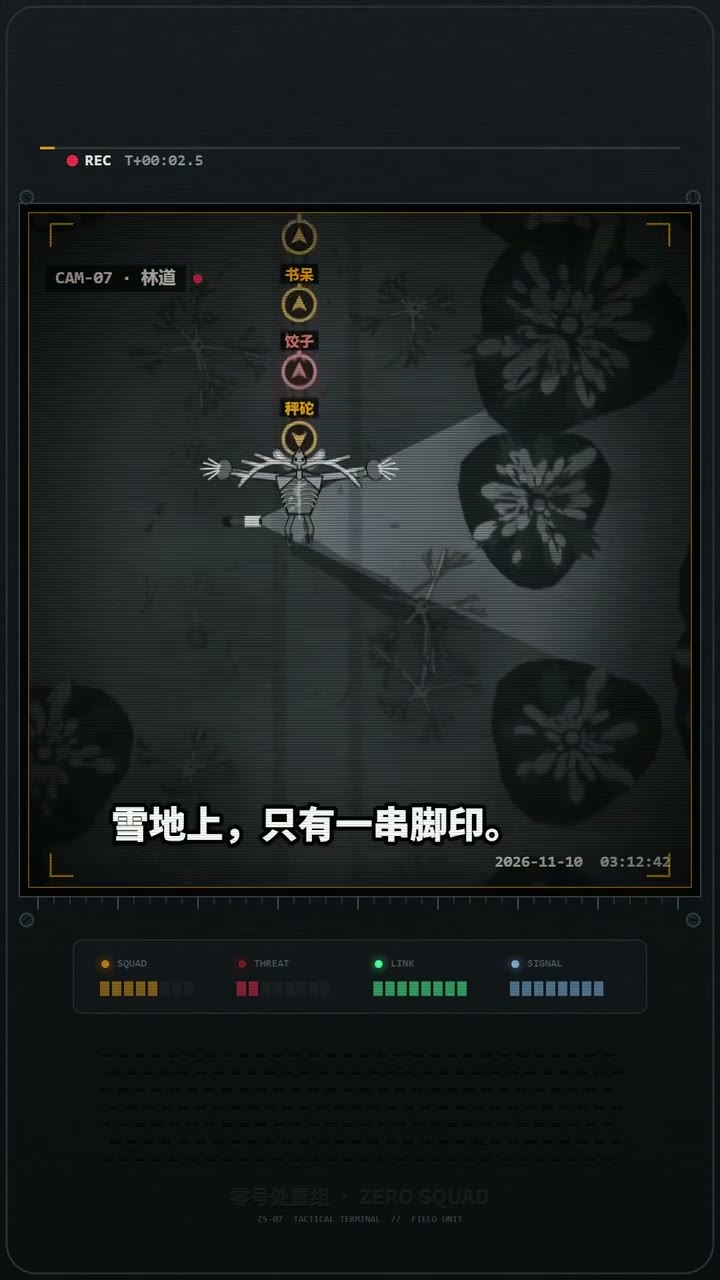 REC T+00:02.5
CAM-07 · 林道
书呆
饺子
秤砣
雪地上，只有一串脚印。
2026-11-10 03:12:42
SQUAD THREAT LINK SIGNAL
零号处置组 · ZERO SQUAD
ZS-07 TACTICAL TERMINAL // FIELD UNIT